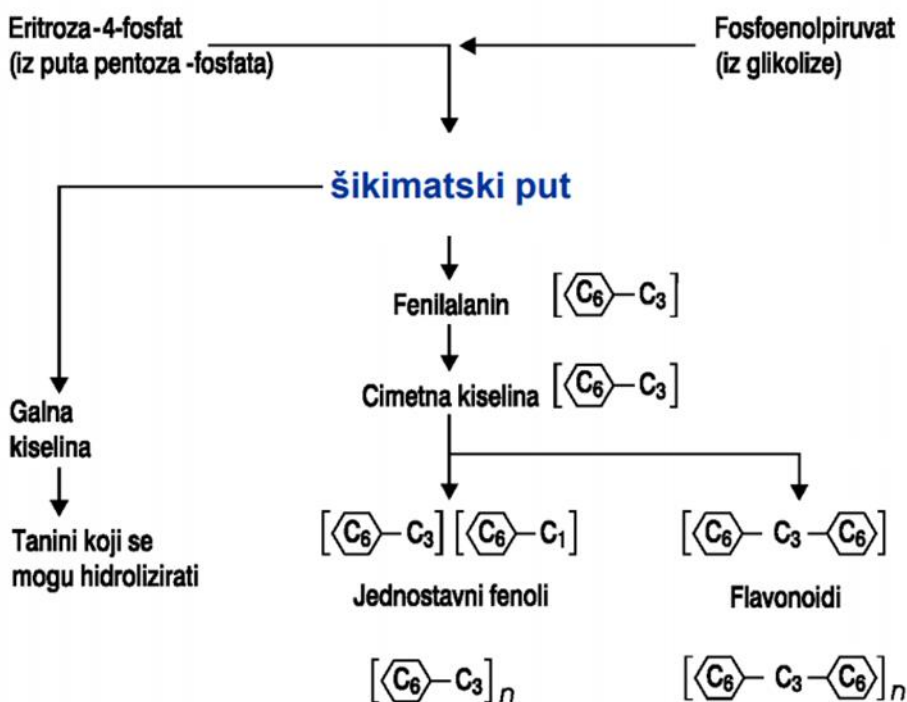 Eritroza-4-fosfat
(iz puta pentoza -fosfata)
Fosfoenolpiruvat
(iz glikolize)
šikimatski put
Fenilalanin [C6 – C3]
Cimetna kiselina [C6 – C3]
Galna
kiselina
Tanini koji se
mogu hidrolizirati
[C6 – C3] [C6 – C1]
Jednostavni fenoli
[C6 – C3]n
[C6 – C3 – C6]
Flavonoidi
[C6 – C3 – C6]n